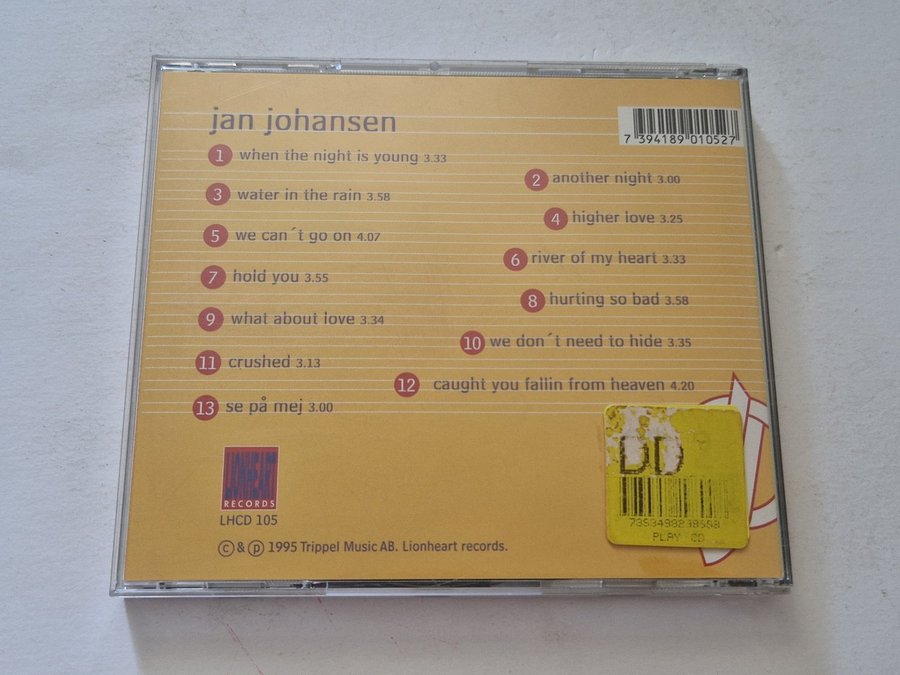 jan johansen
7 394189 010527
1 when the night is young 3.33
2 another night 3.00
3 water in the rain 3.58
4 higher love 3.25
5 we can´t go on 4.07
6 river of my heart 3.33
7 hold you 3.55
8 hurting so bad 3.58
9 what about love 3.34
10 we don´t need to hide 3.35
11 crushed 3.13
12 caught you fallin from heaven 4.20
13 se på mej 3.00
DD
PLAY CD
LIONHEART
RECORDS
LHCD 105
© & ℗ 1995 Trippel Music AB. Lionheart records.